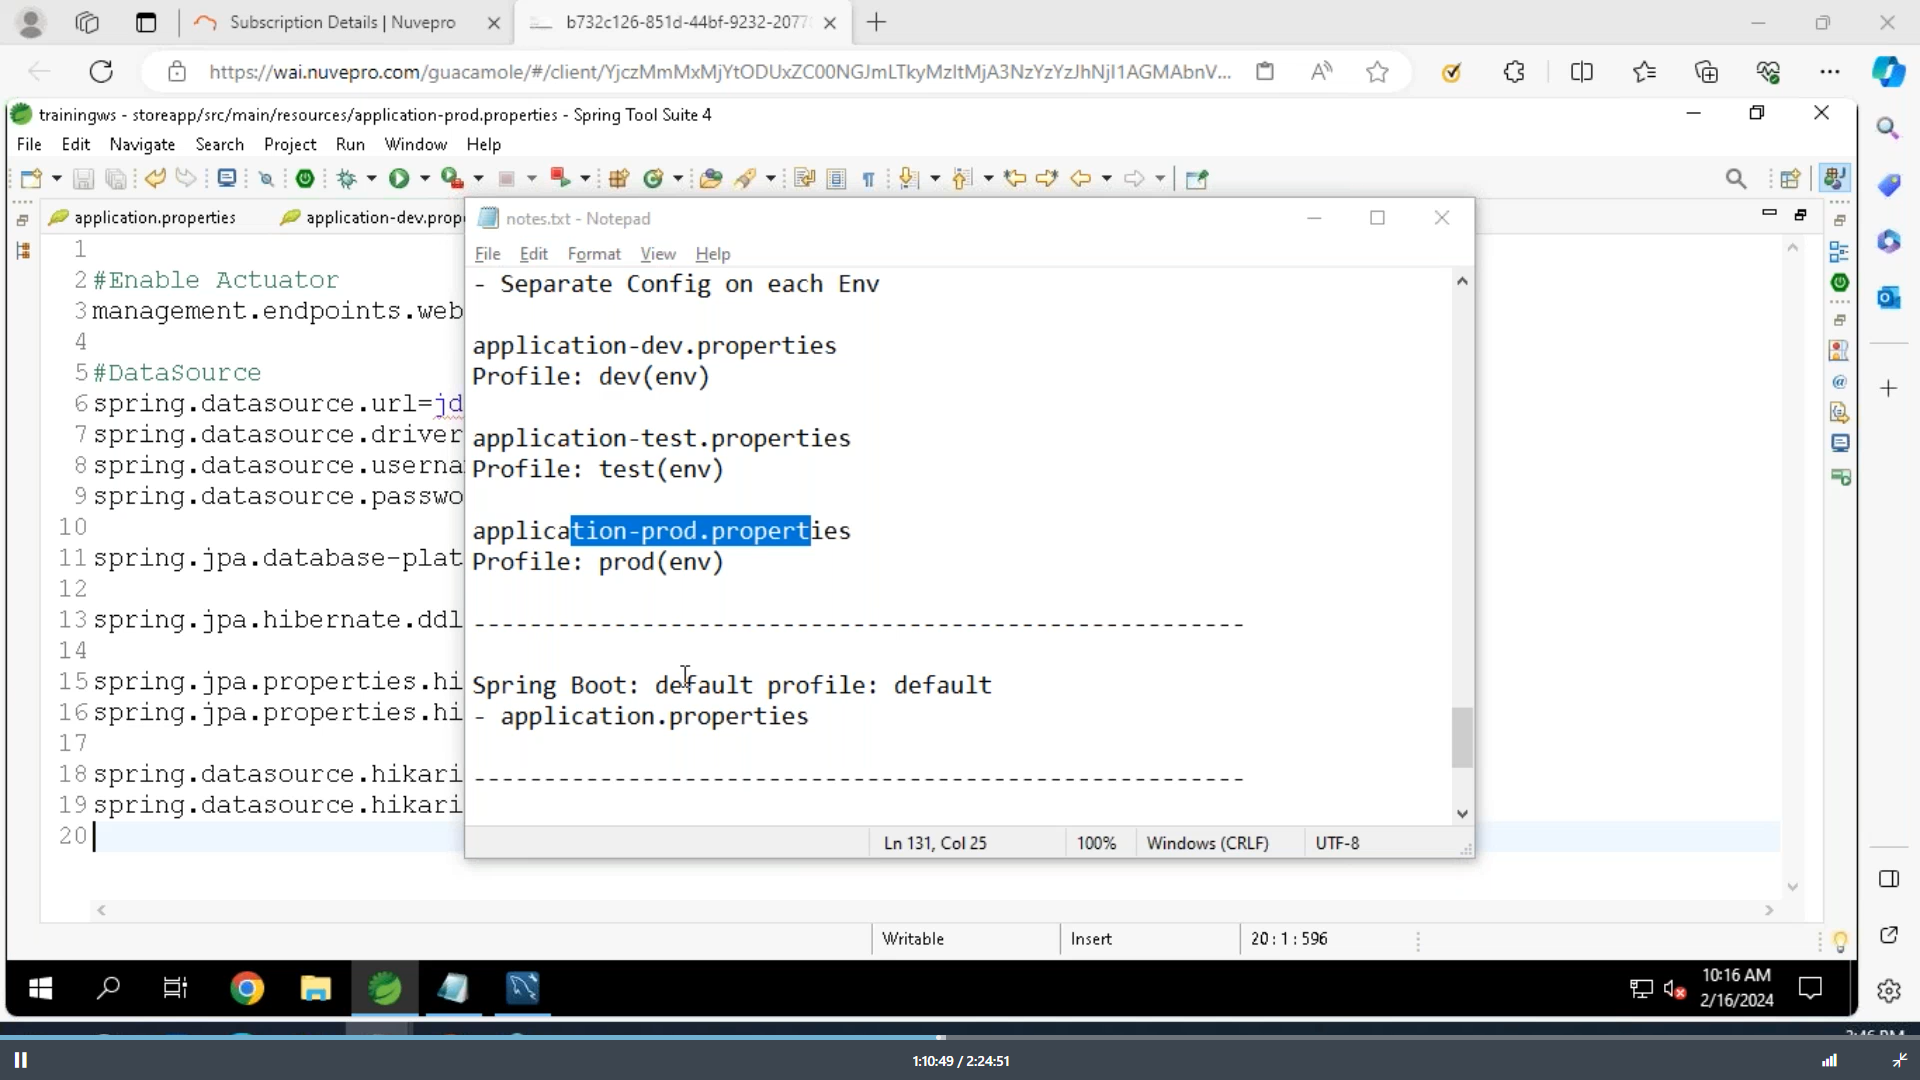 Subscription Details | Nuvepro
b732c126-851d-44bf-9232-2077
https://wai.nuvepro.com/guacamole/#/client/YjczMmMxMjYtODUxZC00NGJmLTkyMzItMjA3NzYzYzJhNjI1AGMAbnV...
trainingws - storeapp/src/main/resources/application-prod.properties - Spring Tool Suite 4
File Edit Navigate Search Project Run Window Help
application.properties application-dev.prop
1
2 #Enable Actuator
3 management.endpoints.web
4
5 #DataSource
6 spring.datasource.url=jd
7 spring.datasource.driver
8 spring.datasource.userna
9 spring.datasource.passwo
10
11 spring.jpa.database-plat
12
13 spring.jpa.hibernate.ddl
14
15 spring.jpa.properties.hi
16 spring.jpa.properties.hi
17
18 spring.datasource.hikari
19 spring.datasource.hikari
20
notes.txt - Notepad
File Edit Format View Help
- Separate Config on each Env
application-dev.properties
Profile: dev(env)
application-test.properties
Profile: test(env)
application-prod.properties
Profile: prod(env)
-------------------------------------------------------
Spring Boot: default profile: default
- application.properties
-------------------------------------------------------
Ln 131, Col 25 100% Windows (CRLF) UTF-8
Writable Insert 20 : 1 : 596
10:16 AM
2/16/2024
1:10:49 / 2:24:51